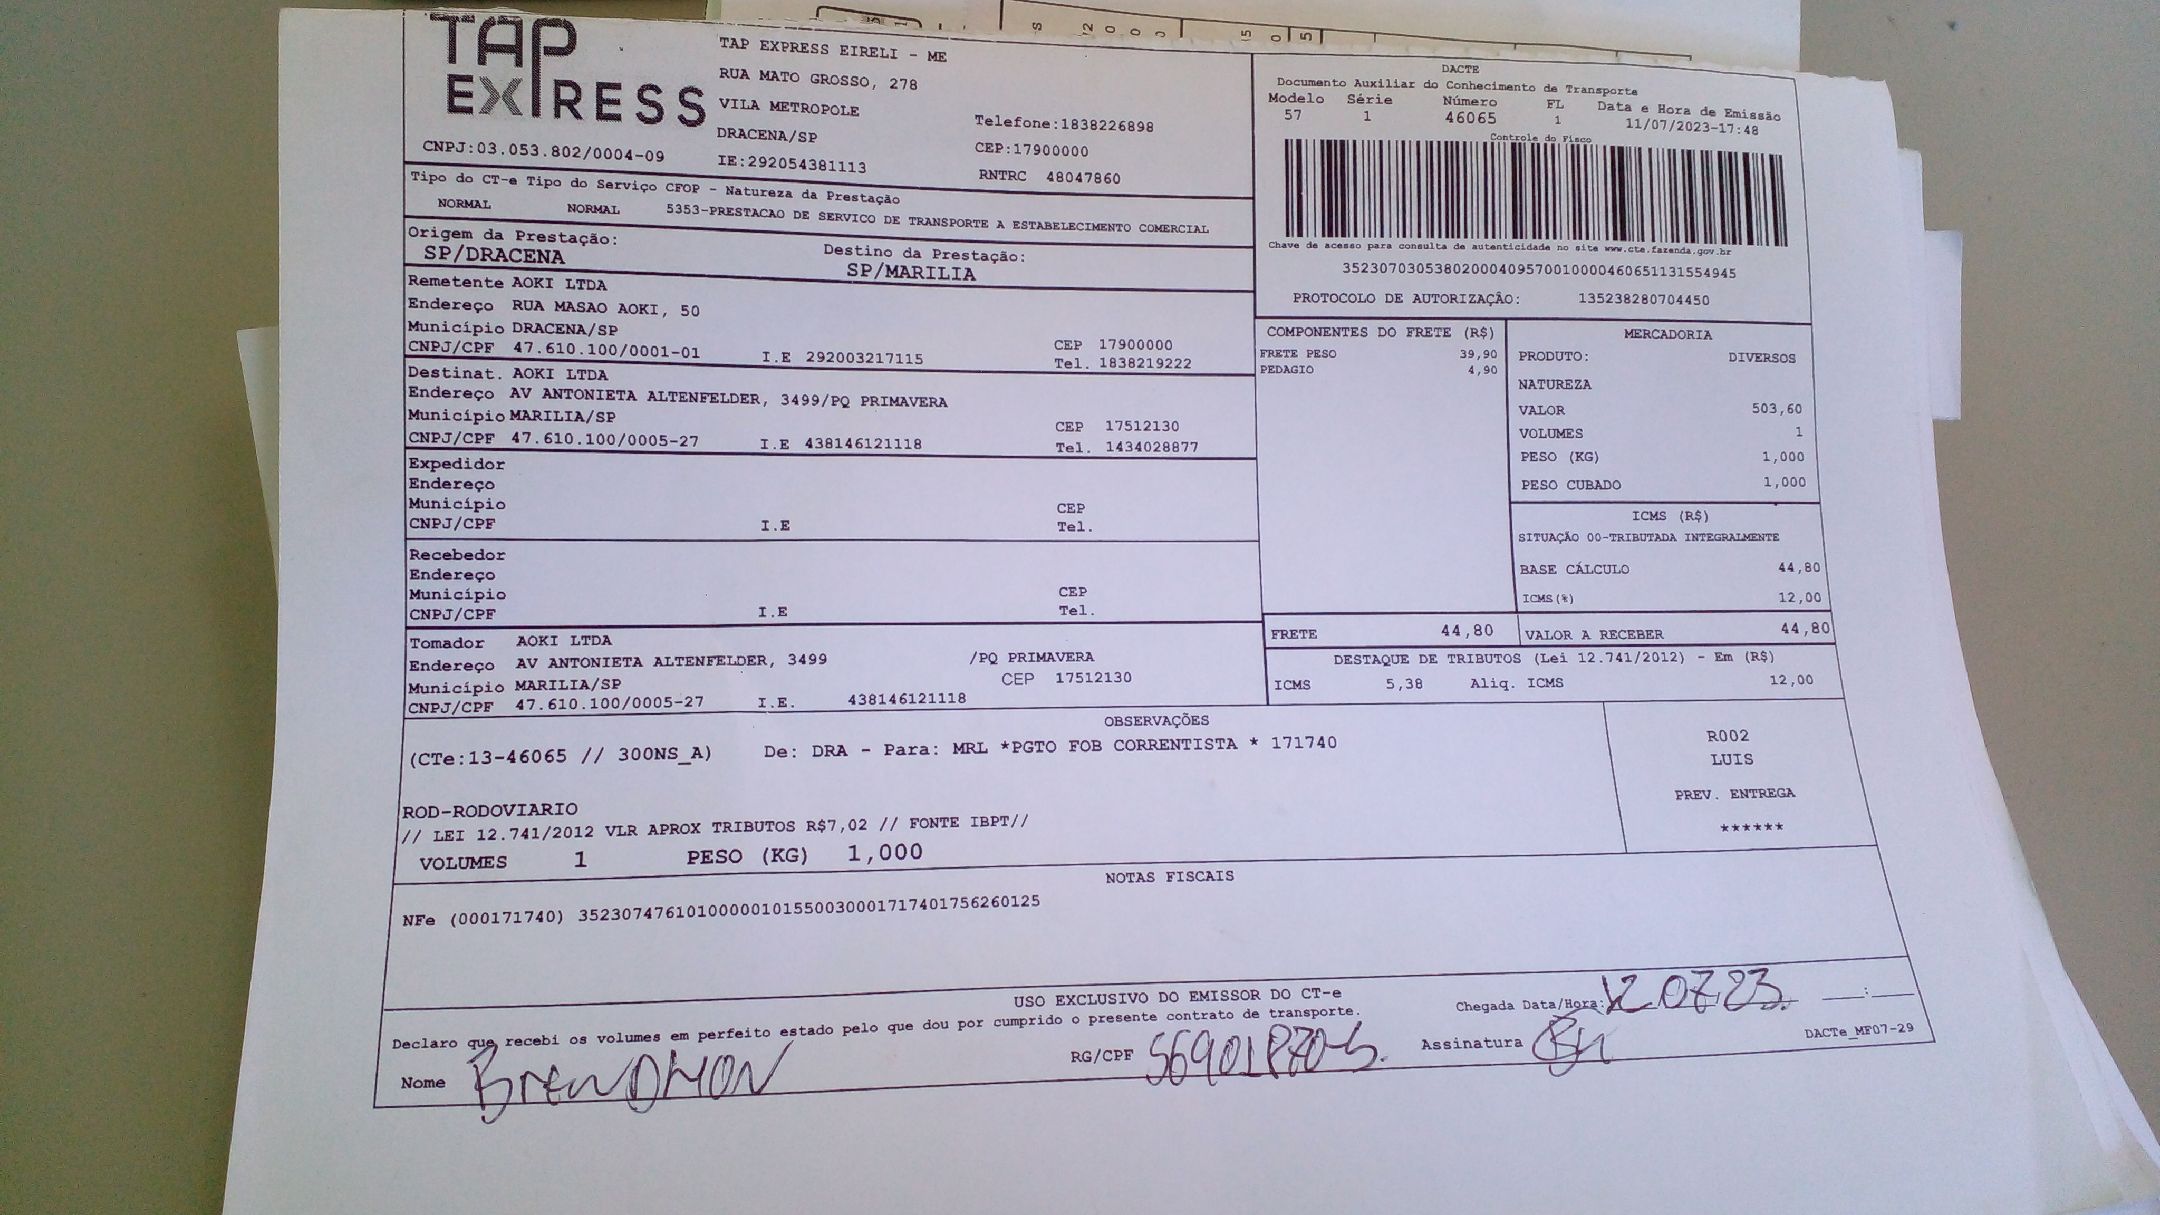 TAP
EXPRESS
TAP EXPRESS EIRELI - ME
RUA MATO GROSSO, 278
VILA METROPOLE
DRACENA/SP
Telefone:1838226898
CEP:17900000
CNPJ:03.053.802/0004-09
IE:292054381113
RNTRC 48047860
DACTE
Documento Auxiliar do Conhecimento de Transporte
Modelo Série Número FL Data e Hora de Emissão
57 1 46065 1 11/07/2023-17:48
Controle do Fisco
Chave de acesso para consulta de autenticidade no site www.cte.fazenda.gov.br
35230703053802000409570010000460651131554945
PROTOCOLO DE AUTORIZAÇÃO: 135238280704450
Tipo do CT-e Tipo do Serviço CFOP - Natureza da Prestação
NORMAL NORMAL 5353-PRESTACAO DE SERVICO DE TRANSPORTE A ESTABELECIMENTO COMERCIAL
Origem da Prestação: Destino da Prestação:
SP/DRACENA SP/MARILIA
Remetente AOKI LTDA
Endereço RUA MASAO AOKI, 50
Município DRACENA/SP CEP 17900000
CNPJ/CPF 47.610.100/0001-01 I.E 292003217115 Tel. 1838219222
Destinat. AOKI LTDA
Endereço AV ANTONIETA ALTENFELDER, 3499/PQ PRIMAVERA
Município MARILIA/SP CEP 17512130
CNPJ/CPF 47.610.100/0005-27 I.E 438146121118 Tel. 1434028877
Expedidor
Endereço
Município CEP
CNPJ/CPF I.E Tel.
Recebedor
Endereço
Município CEP
CNPJ/CPF I.E Tel.
Tomador AOKI LTDA
Endereço AV ANTONIETA ALTENFELDER, 3499 /PQ PRIMAVERA
Município MARILIA/SP CEP 17512130
CNPJ/CPF 47.610.100/0005-27 I.E. 438146121118
COMPONENTES DO FRETE (R$)
FRETE PESO 39,90
PEDAGIO 4,90
MERCADORIA
PRODUTO: DIVERSOS
NATUREZA
VALOR 503,60
VOLUMES 1
PESO (KG) 1,000
PESO CUBADO 1,000
ICMS (R$)
SITUAÇÃO 00-TRIBUTADA INTEGRALMENTE
BASE CÁLCULO 44,80
ICMS(%) 12,00
FRETE 44,80 VALOR A RECEBER 44,80
DESTAQUE DE TRIBUTOS (Lei 12.741/2012) - Em (R$)
ICMS 5,38 Aliq. ICMS 12,00
OBSERVAÇÕES
(CTe:13-46065 // 300NS_A) De: DRA - Para: MRL *PGTO FOB CORRENTISTA * 171740
ROD-RODOVIARIO
// LEI 12.741/2012 VLR APROX TRIBUTOS R$7,02 // FONTE IBPT//
VOLUMES 1 PESO (KG) 1,000
R002
LUIS
PREV. ENTREGA
******
NOTAS FISCAIS
NFe (000171740) 35230747610100000101550030001717401756260125
USO EXCLUSIVO DO EMISSOR DO CT-e
Chegada Data/Hora: 12 07.23. __:__
Declaro que recebi os volumes em perfeito estado pelo que dou por cumprido o presente contrato de transporte.
Nome BrenDHON RG/CPF Assinatura
DACTe_MF07-29